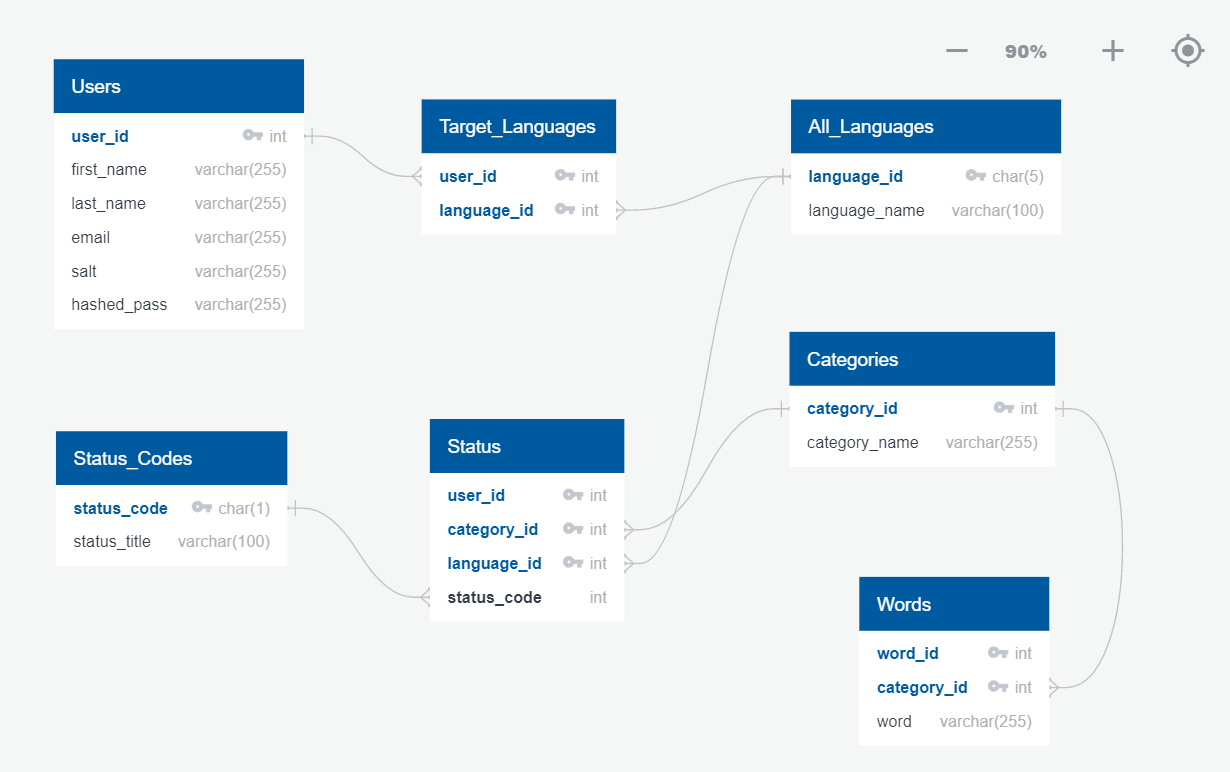 90%
Users
user_id int
first_name varchar(255)
last_name varchar(255)
email varchar(255)
salt varchar(255)
hashed_pass varchar(255)
Target_Languages
user_id int
language_id int
All_Languages
language_id char(5)
language_name varchar(100)
Categories
category_id int
category_name varchar(255)
Status_Codes
status_code char(1)
status_title varchar(100)
Status
user_id int
category_id int
language_id int
status_code int
Words
word_id int
category_id int
word varchar(255)